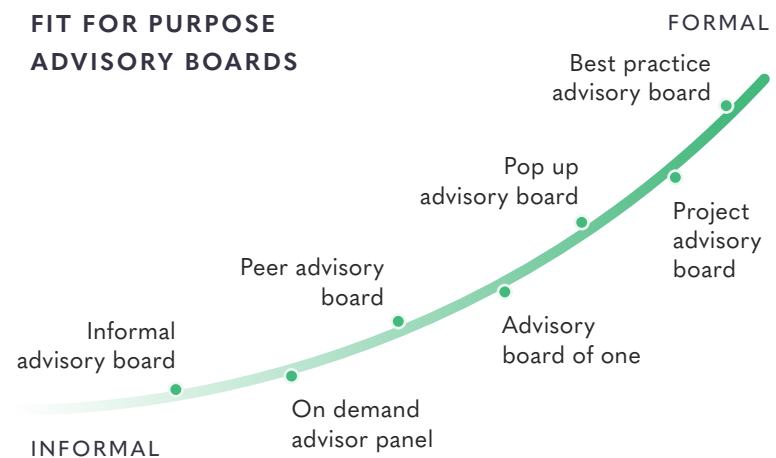 FIT FOR PURPOSE
ADVISORY BOARDS
FORMAL
Best practice
advisory board
Pop up
advisory board
Project
advisory
board
Peer advisory
board
Advisory
board of one
Informal
advisory board
On demand
advisor panel
INFORMAL